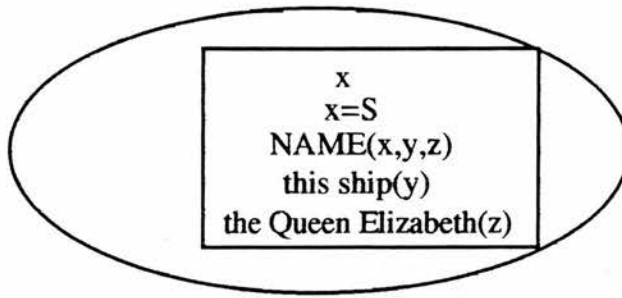 x
x=S
NAME(x,y,z)
this ship(y)
the Queen Elizabeth(z)